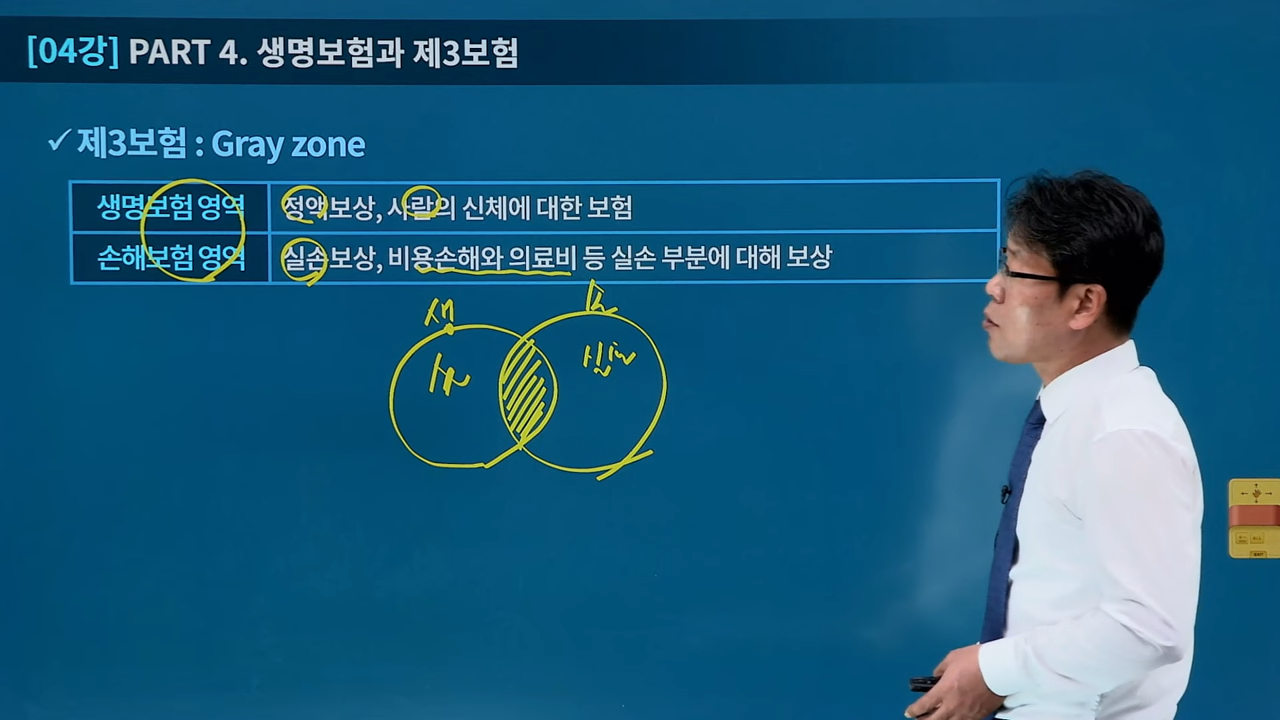 [04강] PART 4. 생명보험과 제3보험
✓ 제3보험 : Gray zone
생명보험 영역 정액보상, 사람의 신체에 대한 보험
손해보험 영역 실손보상, 비용손해와 의료비 등 실손 부분에 대해 보상
생 손